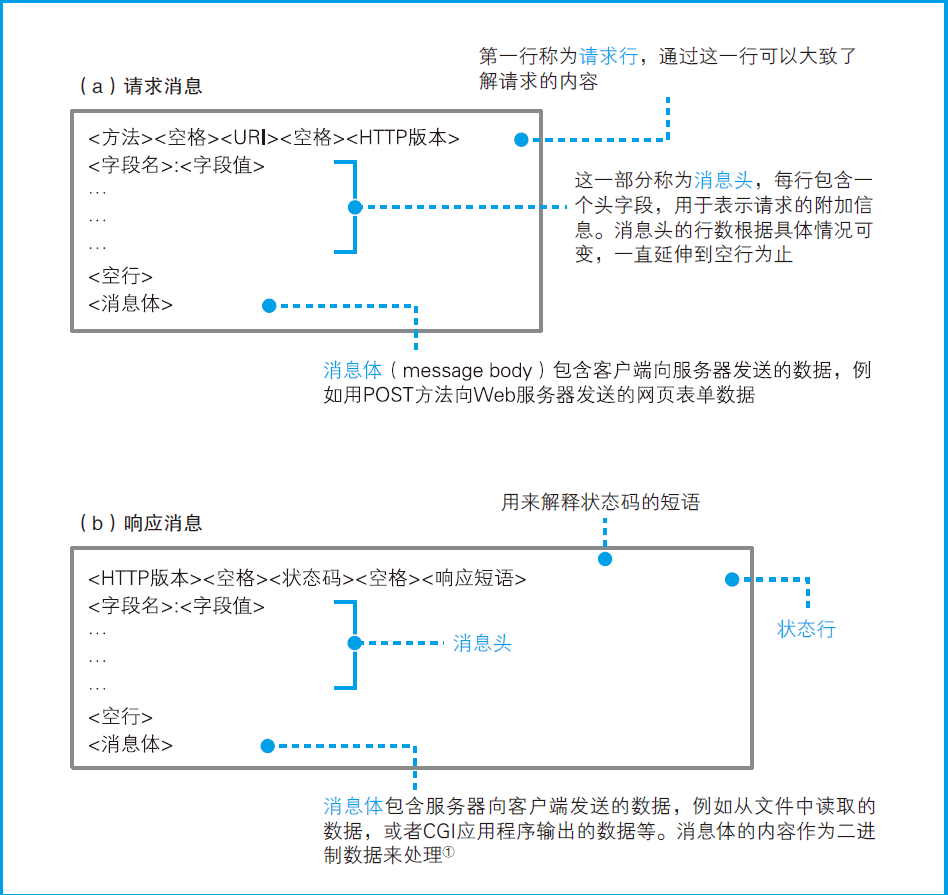 第一行称为请求行，通过这一行可以大致了
解请求的内容
（a）请求消息
<方法><空格><URI><空格><HTTP版本>
<字段名>:<字段值>
…
…
…
<空行>
<消息体>
这一部分称为消息头，每行包含一
个头字段，用于表示请求的附加信
息。消息头的行数根据具体情况可
变，一直延伸到空行为止
消息体（message body）包含客户端向服务器发送的数据，例
如用POST方法向Web服务器发送的网页表单数据
用来解释状态码的短语
（b）响应消息
<HTTP版本><空格><状态码><空格><响应短语>
<字段名>:<字段值>
…
…
…
<空行>
<消息体>
状态行
消息头
消息体包含服务器向客户端发送的数据，例如从文件中读取的
数据，或者CGI应用程序输出的数据等。消息体的内容作为二进
制数据来处理①